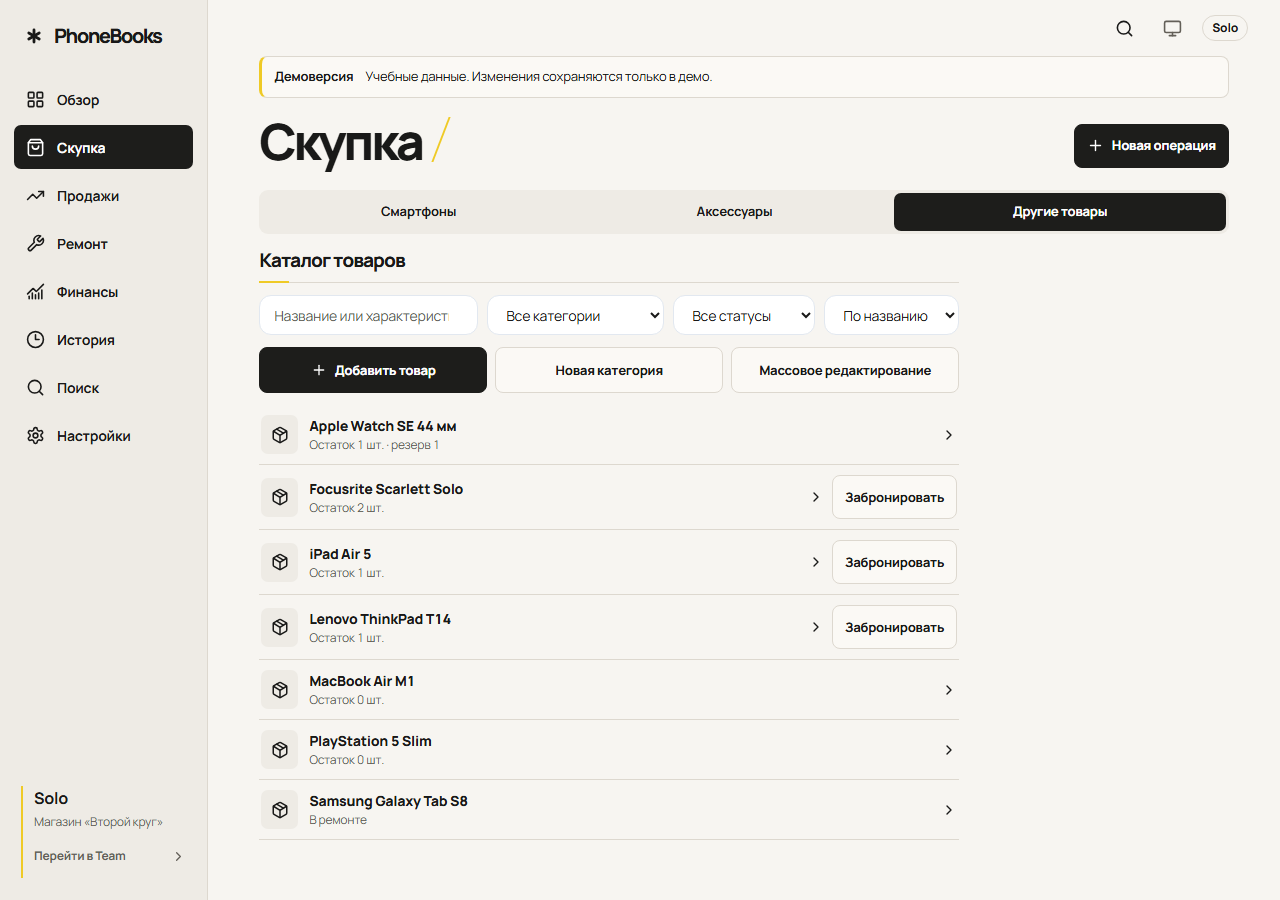 PhoneBooks
Solo
Обзор
Скупка
Продажи
Ремонт
Финансы
История
Поиск
Настройки
Solo
Магазин «Второй круг»
Перейти в Team
Демоверсия Учебные данные. Изменения сохраняются только в демо.
Скупка /
+ Новая операция
Смартфоны Аксессуары Другие товары
Каталог товаров
Название или характерист Все категории Все статусы По названию
+ Добавить товар Новая категория Массовое редактирование
Apple Watch SE 44 мм
Остаток 1 шт. · резерв 1
Focusrite Scarlett Solo
Остаток 2 шт.
Забронировать
iPad Air 5
Остаток 1 шт.
Забронировать
Lenovo ThinkPad T14
Остаток 1 шт.
Забронировать
MacBook Air M1
Остаток 0 шт.
PlayStation 5 Slim
Остаток 0 шт.
Samsung Galaxy Tab S8
В ремонте